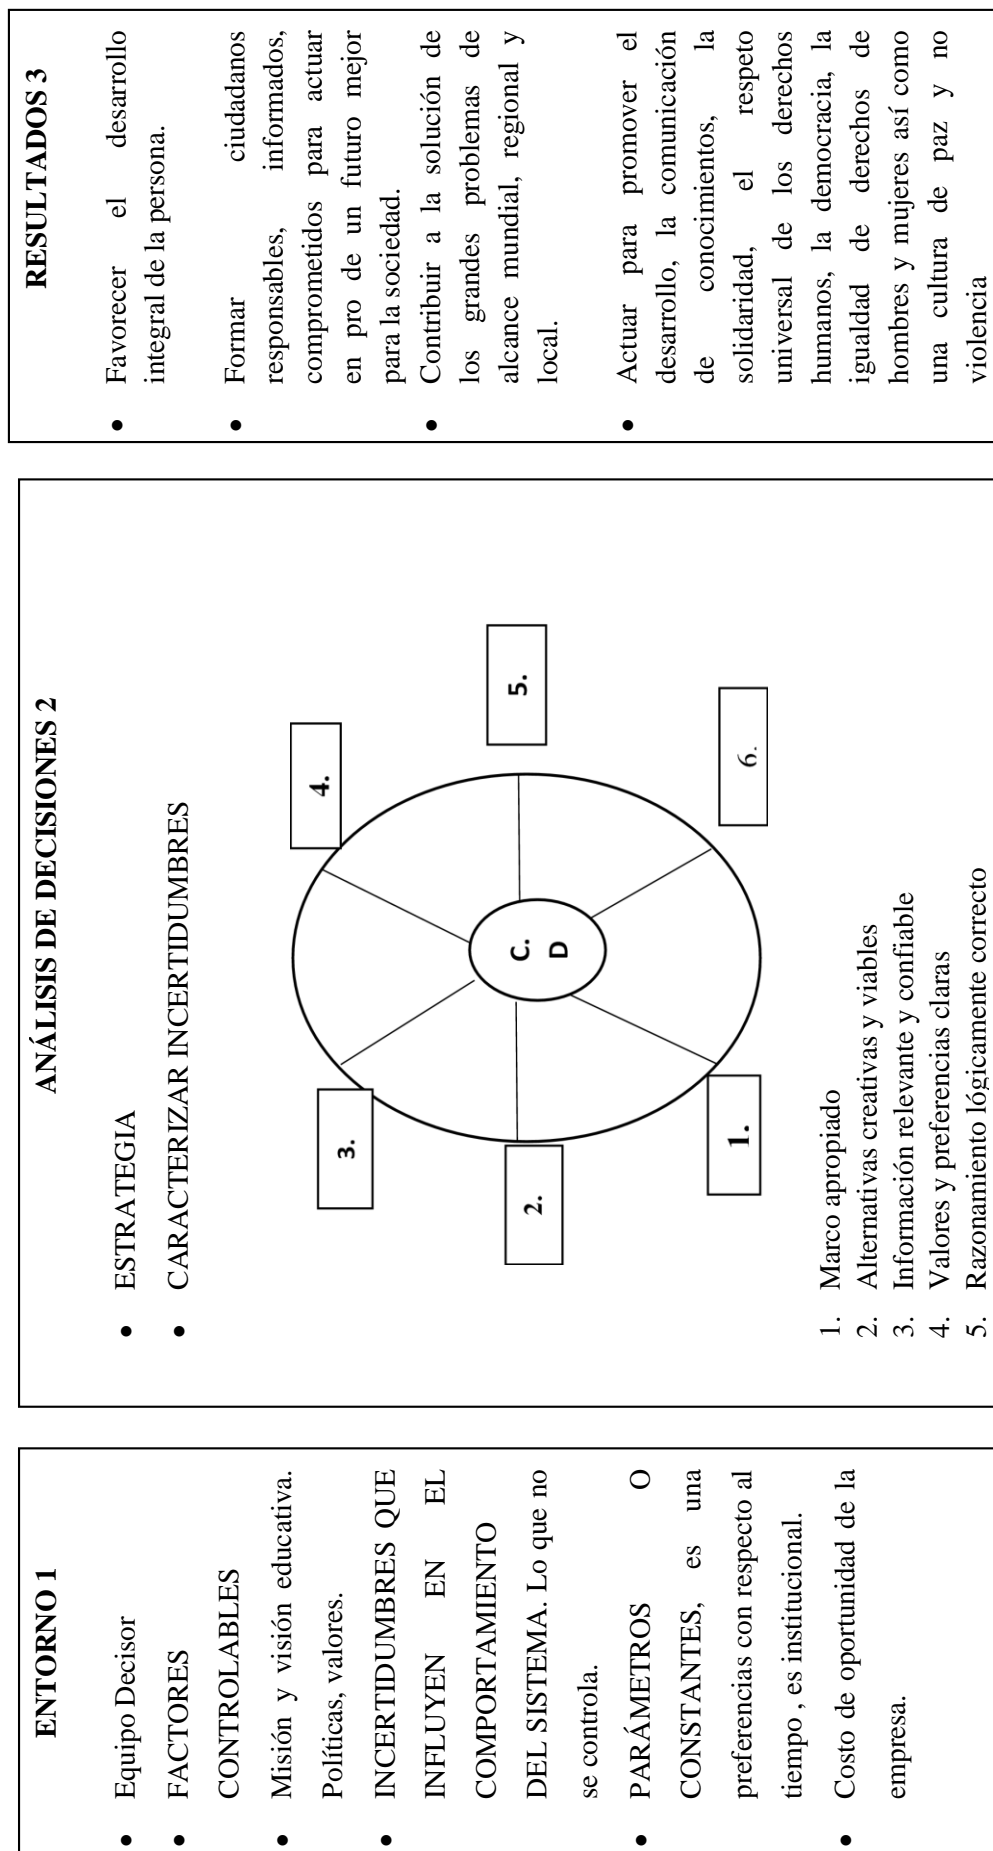 ENTORNO 1
• Equipo Decisor
• FACTORES
CONTROLABLES
• Misión y visión educativa.
Políticas, valores.
• INCERTIDUMBRES QUE
INFLUYEN EN EL
COMPORTAMIENTO
DEL SISTEMA. Lo que no
se controla.
• PARÁMETROS O
CONSTANTES, es una
preferencias con respecto al
tiempo , es institucional.
• Costo de oportunidad de la
empresa.
ANÁLISIS DE DECISIONES 2
• ESTRATEGIA
• CARACTERIZAR INCERTIDUMBRES
3.
4.
2.
C.
D
5.
1.
6.
1. Marco apropiado
2. Alternativas creativas y viables
3. Información relevante y confiable
4. Valores y preferencias claras
5. Razonamiento lógicamente correcto
RESULTADOS 3
• Favorecer el desarrollo
integral de la persona.
• Formar ciudadanos
responsables, informados,
comprometidos para actuar
en pro de un futuro mejor
para la sociedad.
• Contribuir a la solución de
los grandes problemas de
alcance mundial, regional y
local.
• Actuar para promover el
desarrollo, la comunicación
de conocimientos, la
solidaridad, el respeto
universal de los derechos
humanos, la democracia, la
igualdad de derechos de
hombres y mujeres así como
una cultura de paz y no
violencia